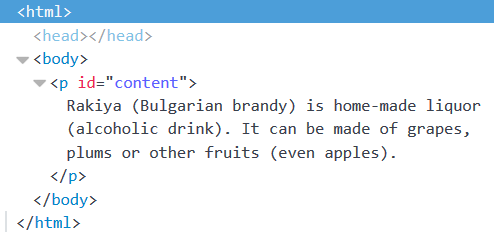 <html>
<head></head>
<body>
<p id="content">
Rakiya (Bulgarian brandy) is home-made liquor
(alcoholic drink). It can be made of grapes,
plums or other fruits (even apples).
</p>
</body>
</html>